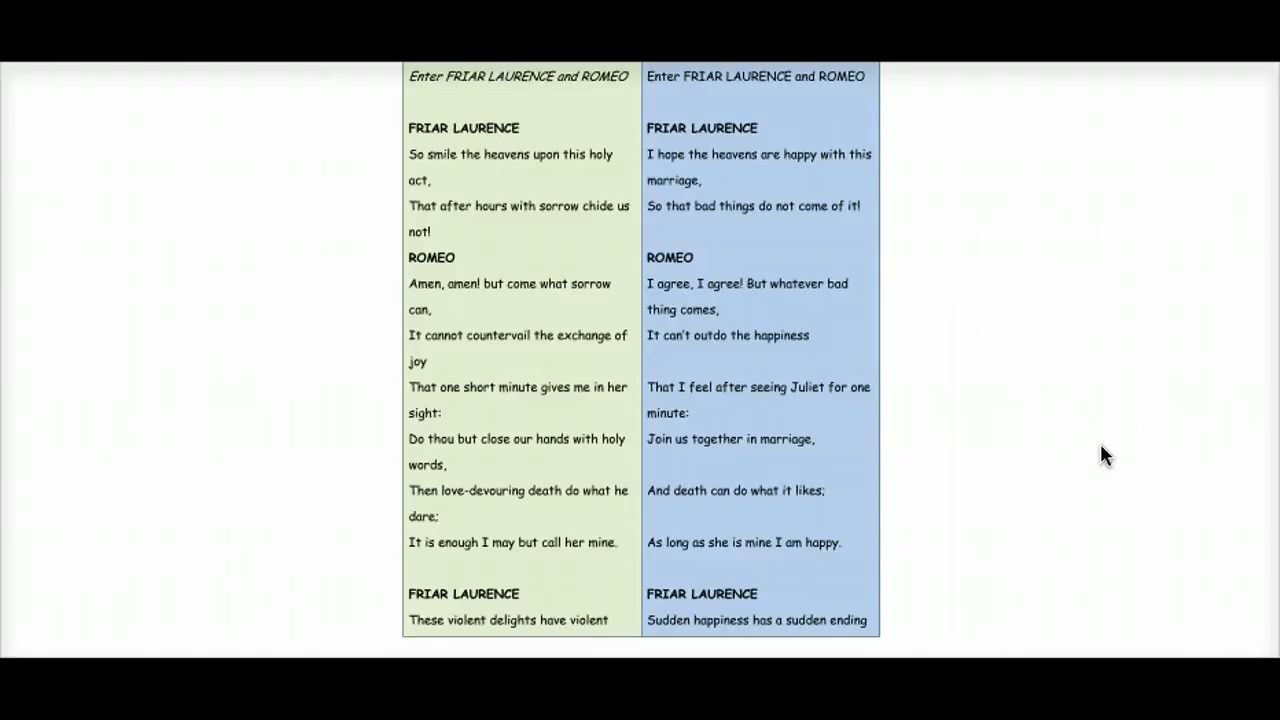 Enter FRIAR LAURENCE and ROMEO
FRIAR LAURENCE
So smile the heavens upon this holy
act,
That after hours with sorrow chide us
not!
ROMEO
Amen, amen! but come what sorrow
can,
It cannot countervail the exchange of
joy
That one short minute gives me in her
sight:
Do thou but close our hands with holy
words,
Then love-devouring death do what he
dare;
It is enough I may but call her mine.
FRIAR LAURENCE
These violent delights have violent
Enter FRIAR LAURENCE and ROMEO
FRIAR LAURENCE
I hope the heavens are happy with this
marriage,
So that bad things do not come of it!
ROMEO
I agree, I agree! But whatever bad
thing comes,
It can't outdo the happiness
That I feel after seeing Juliet for one
minute:
Join us together in marriage,
And death can do what it likes;
As long as she is mine I am happy.
FRIAR LAURENCE
Sudden happiness has a sudden ending